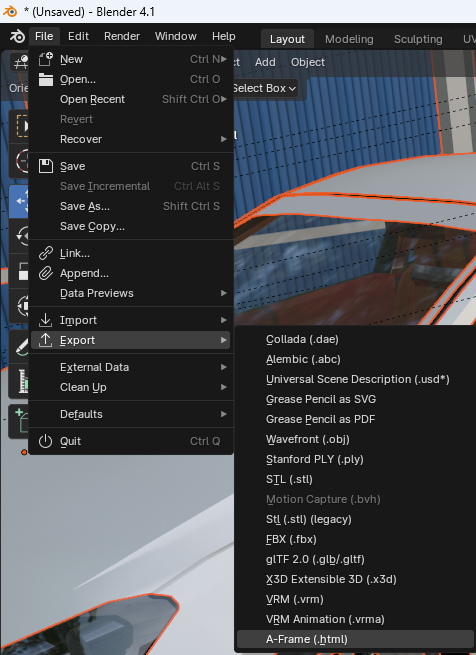 * (Unsaved) - Blender 4.1
File Edit Render Window Help Layout Modeling Sculpting UV
Add Object
Select Box
New Ctrl N
Open... Ctrl O
Open Recent Shift Ctrl O
Revert
Recover
Save Ctrl S
Save Incremental Ctrl Alt S
Save As... Shift Ctrl S
Save Copy...
Link...
Append...
Data Previews
Import
Export
External Data
Clean Up
Defaults
Quit Ctrl Q
Collada (.dae)
Alembic (.abc)
Universal Scene Description (.usd*)
Grease Pencil as SVG
Grease Pencil as PDF
Wavefront (.obj)
Stanford PLY (.ply)
STL (.stl)
Motion Capture (.bvh)
Stl (.stl) (legacy)
FBX (.fbx)
glTF 2.0 (.glb/.gltf)
X3D Extensible 3D (.x3d)
VRM (.vrm)
VRM Animation (.vrma)
A-Frame (.html)